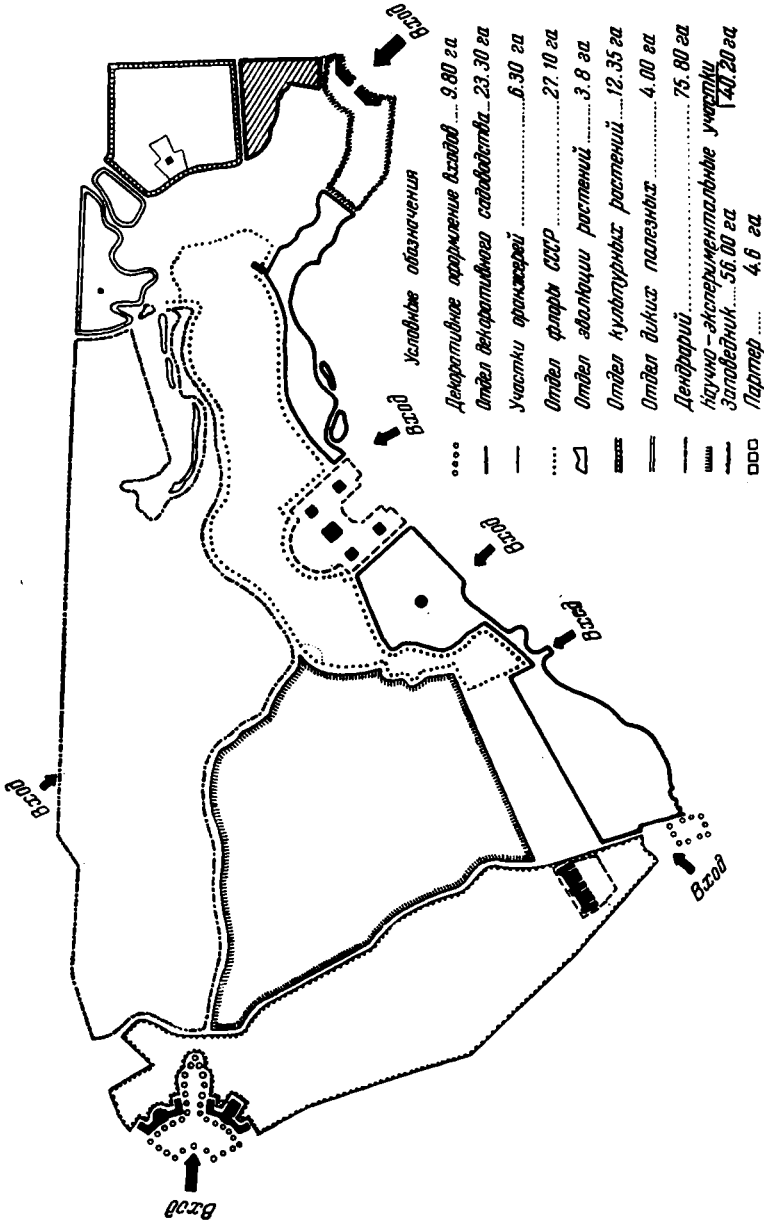 Условные обозначения
Декоративное оформление входов ... 9.80 га
Отдел декоративного садоводства ... 23.30 га
Участки оранжерей ... 6.30 га
Отдел флоры СССР ... 27.10 га
Отдел эволюции растений ... 3.8 га
Отдел культурных растений ... 12.35 га
Отдел диких полезных ... 4.00 га
Дендрарий ... 75.80 га
Научно-экспериментальные участки 40.20 га
Заповедник ... 56.00 га
Партер ... 4.6 га
Вход
Вход
Вход
Вход
Вход
Вход
Вход